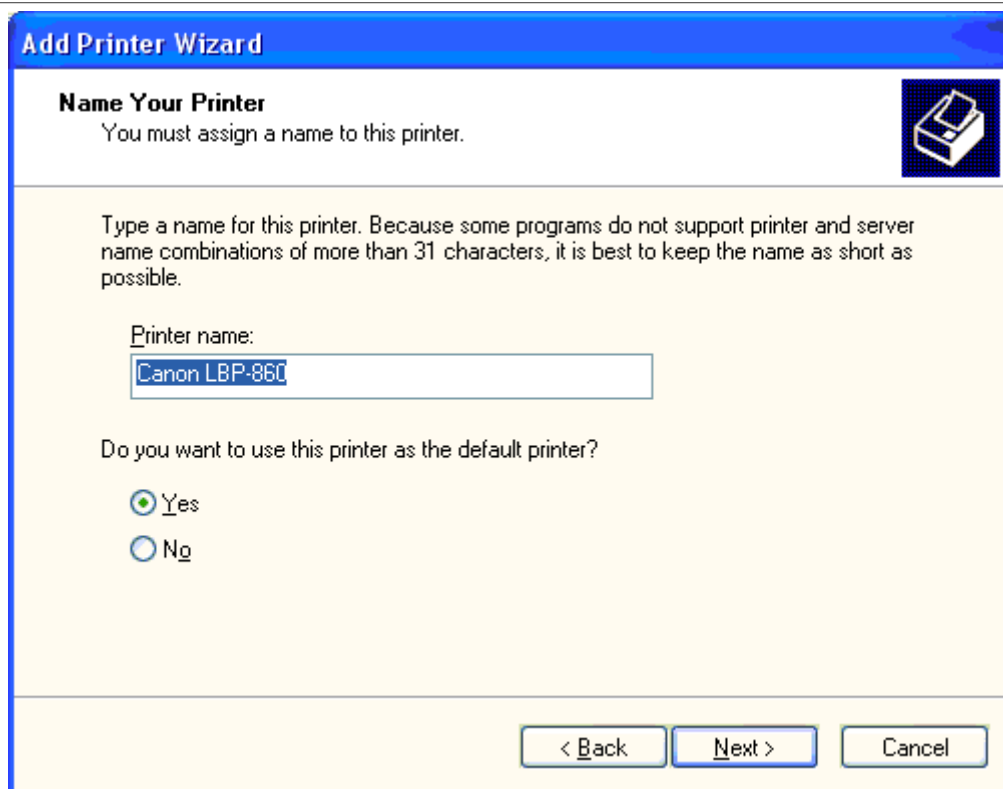 Add Printer Wizard
Name Your Printer
You must assign a name to this printer.
Type a name for this printer. Because some programs do not support printer and server
name combinations of more than 31 characters, it is best to keep the name as short as
possible.
Printer name:
Canon LBP-860
Do you want to use this printer as the default printer?
Yes
No
< Back Next > Cancel